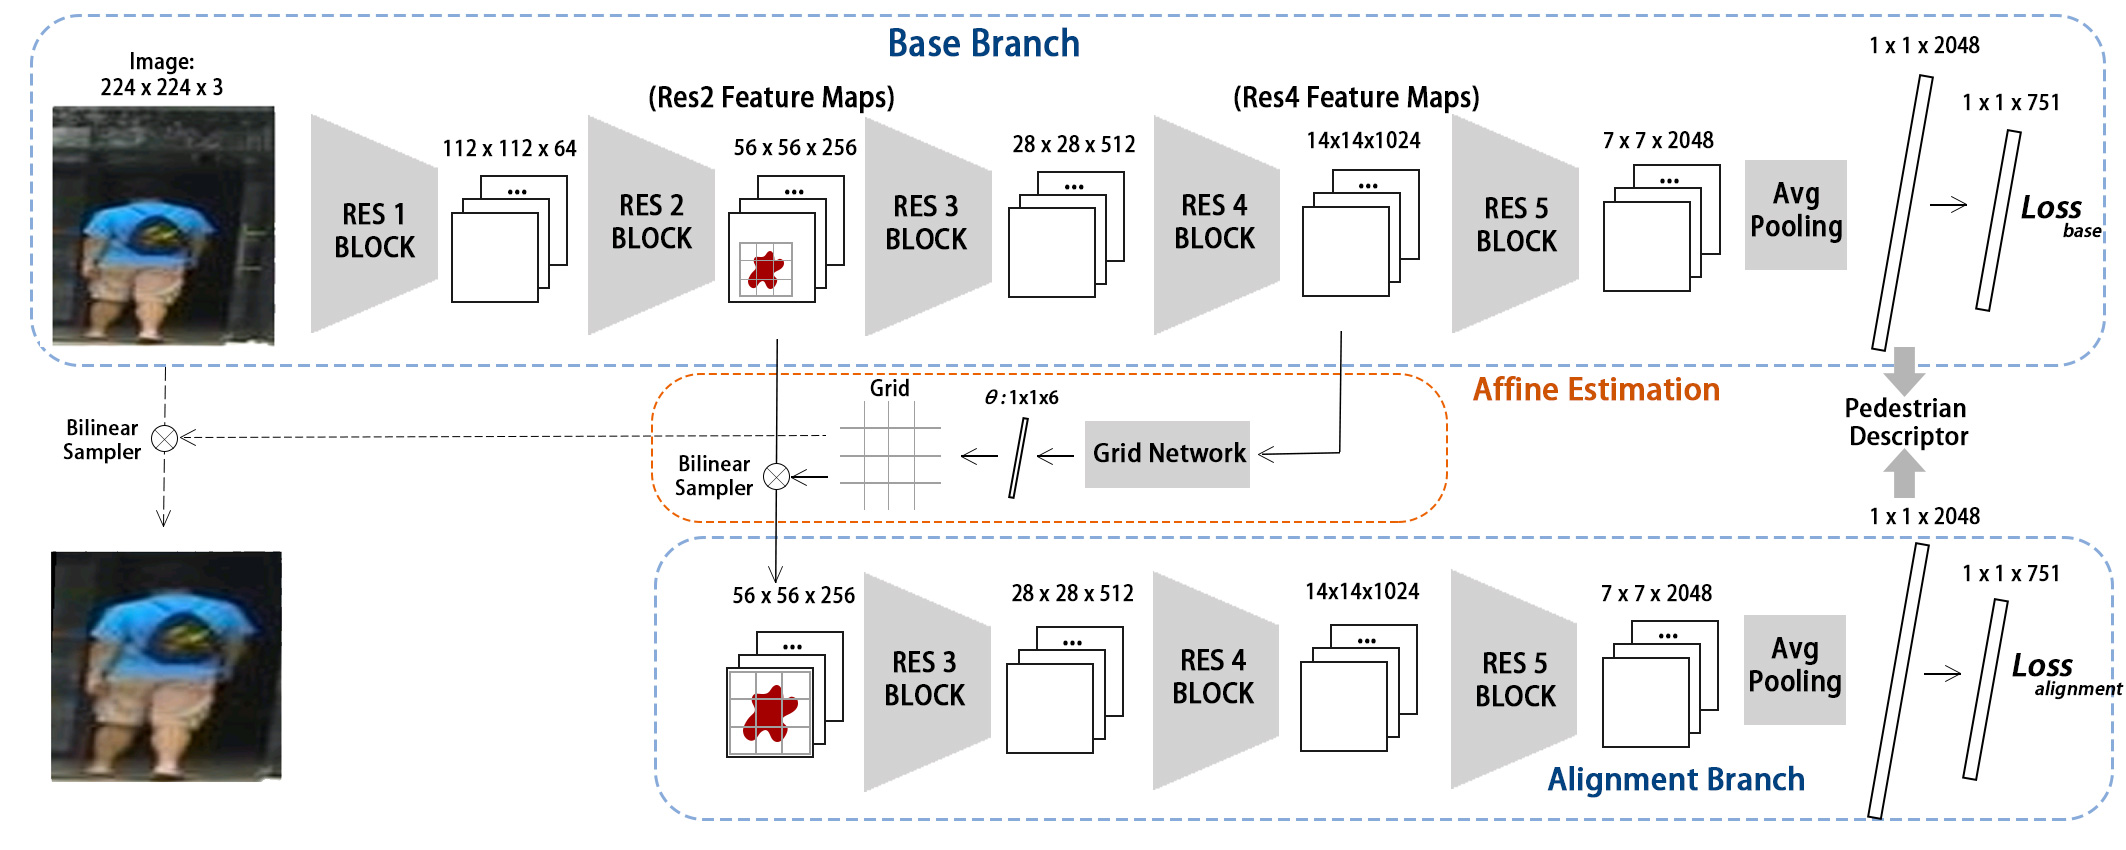 Base Branch
Image:
224 x 224 x 3
(Res2 Feature Maps)
(Res4 Feature Maps)
1 x 1 x 2048
1 x 1 x 751
112 x 112 x 64
56 x 56 x 256
28 x 28 x 512
14x14x1024
7 x 7 x 2048
RES 1
BLOCK
...
RES 2
BLOCK
...
RES 3
BLOCK
...
RES 4
BLOCK
...
RES 5
BLOCK
...
Avg
Pooling
Loss
base
Affine Estimation
Grid
θ : 1x1x6
Grid Network
Bilinear
Sampler
Bilinear
Sampler
Pedestrian
Descriptor
1 x 1 x 2048
1 x 1 x 751
56 x 56 x 256
28 x 28 x 512
14x14x1024
7 x 7 x 2048
...
RES 3
BLOCK
...
RES 4
BLOCK
...
RES 5
BLOCK
...
Avg
Pooling
Loss
alignment
Alignment Branch